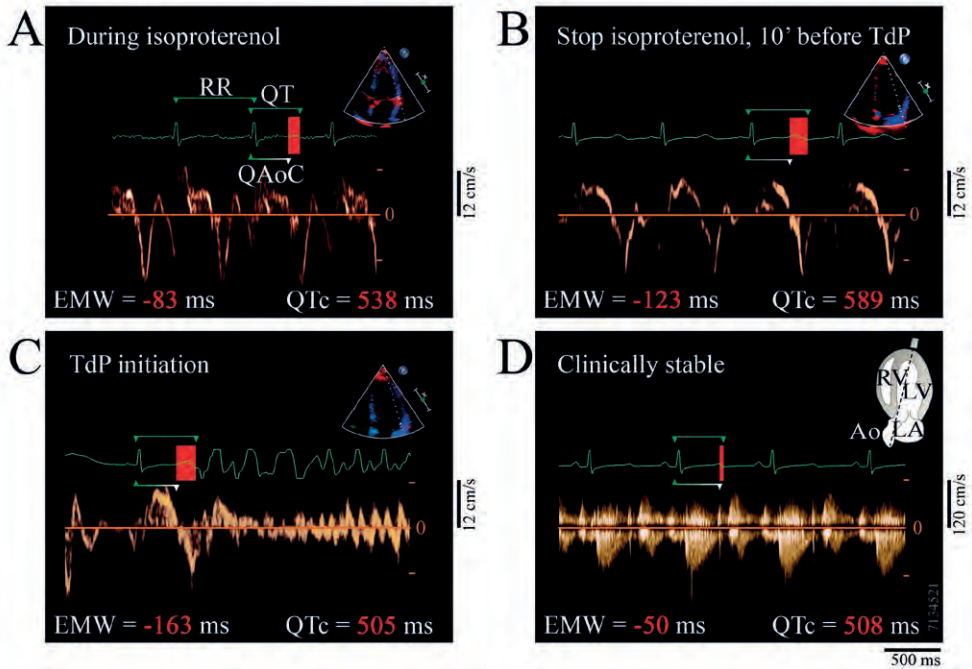 A
During isoproterenol
RR
QT
QAoC
12 cm/s
0
EMW = -83 ms
QTc = 538 ms
B
Stop isoproterenol, 10’ before TdP
12 cm/s
0
EMW = -123 ms
QTc = 589 ms
C
TdP initiation
12 cm/s
0
EMW = -163 ms
QTc = 505 ms
D
Clinically stable
RV
LV
Ao
LA
120 cm/s
0
EMW = -50 ms
QTc = 508 ms
500 ms